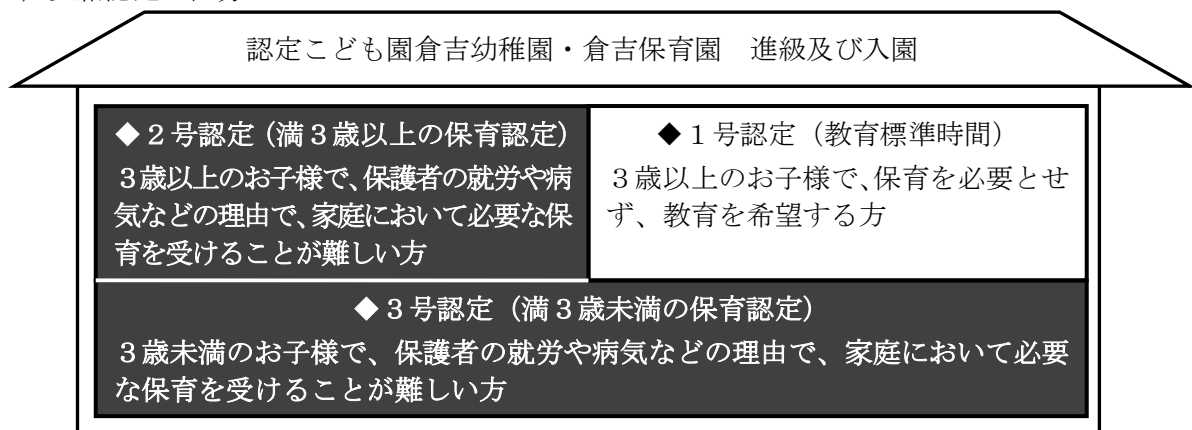 認定こども園倉吉幼稚園・倉吉保育園　進級及び入園
◆２号認定（満３歳以上の保育認定）
３歳以上のお子様で、保護者の就労や病
気などの理由で、家庭において必要な保
育を受けることが難しい方
◆１号認定（教育標準時間）
３歳以上のお子様で、保育を必要とせ
ず、教育を希望する方
◆３号認定（満３歳未満の保育認定）
３歳未満のお子様で、保護者の就労や病気などの理由で、家庭において必要
な保育を受けることが難しい方